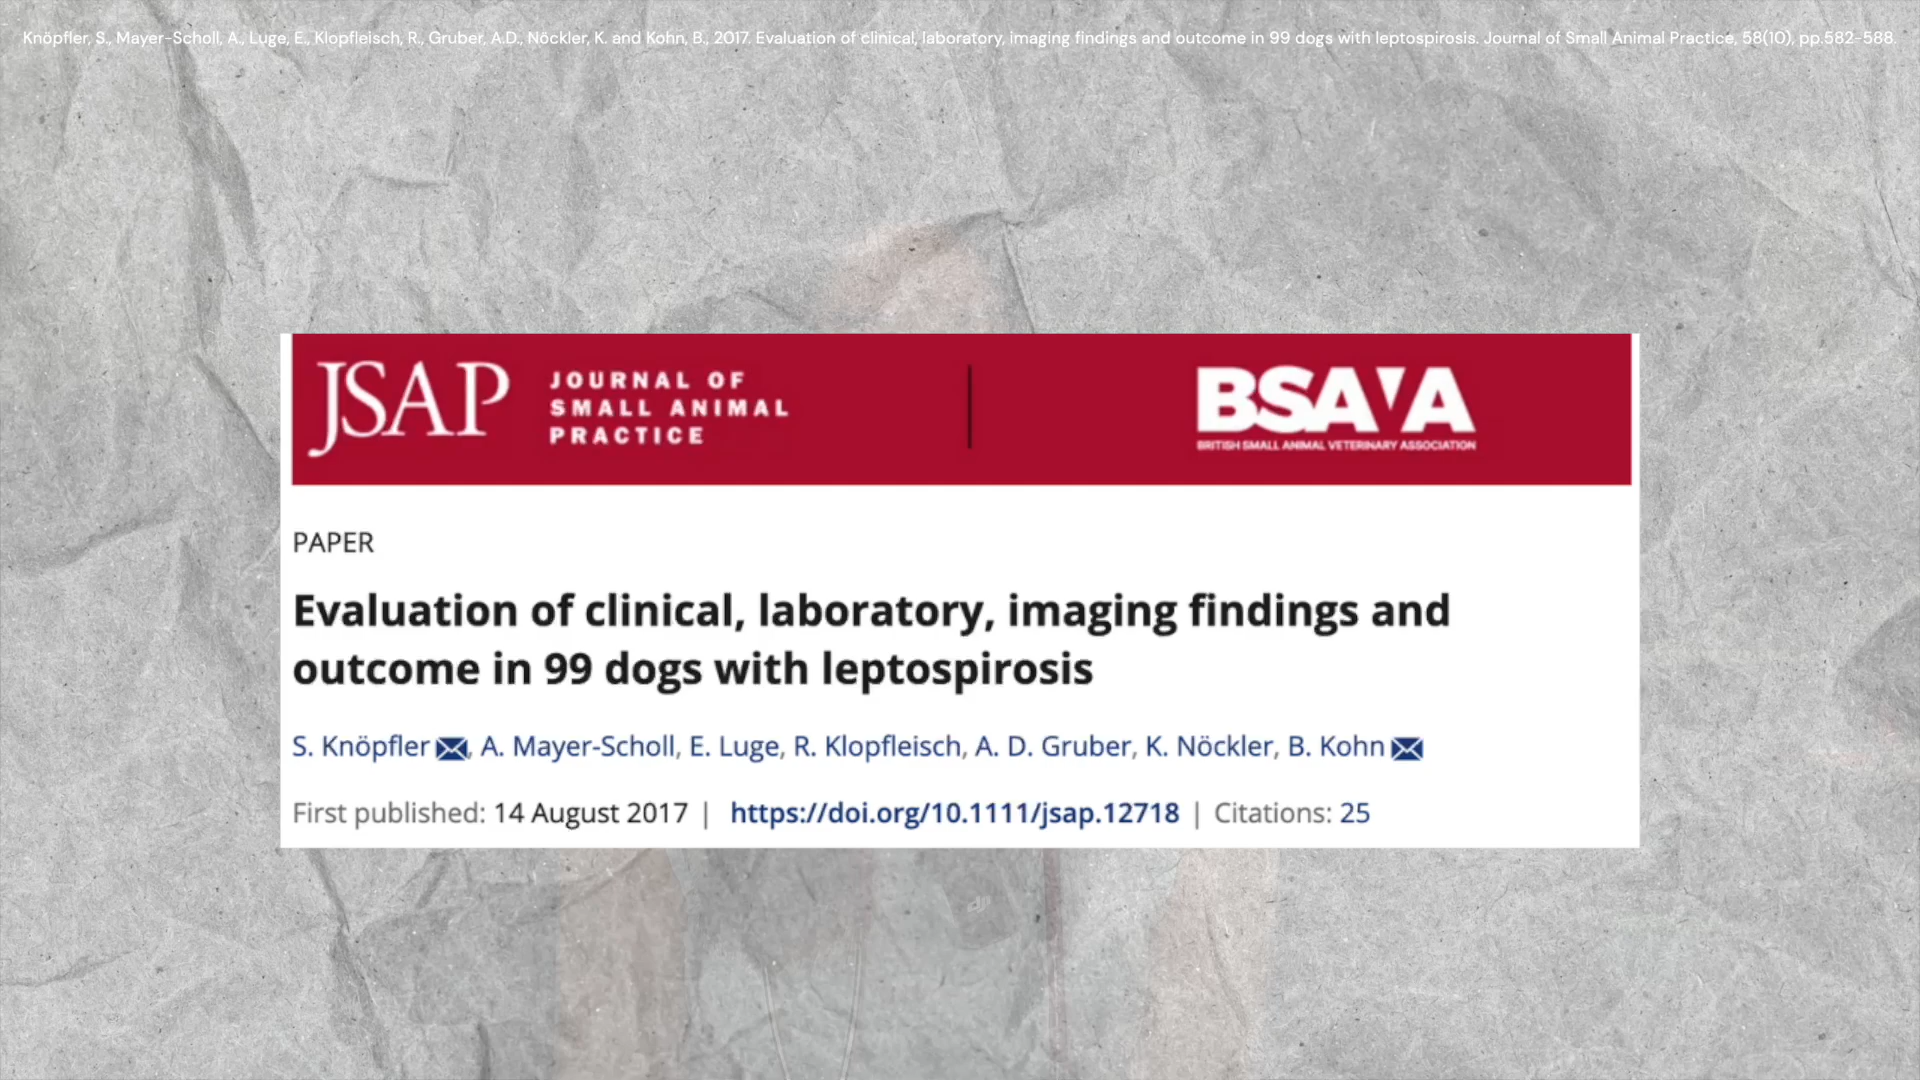 Knöpfler, S., Mayer-Scholl, A., Luge, E., Klopfleisch, R., Gruber, A.D., Nöckler, K. and Kohn, B., 2017. Evaluation of clinical, laboratory, imaging findings and outcome in 99 dogs with leptospirosis. Journal of Small Animal Practice, 58(10), pp.582-588.
JSAP
JOURNAL OF
SMALL ANIMAL
PRACTICE
BSAVA
BRITISH SMALL ANIMAL VETERINARY ASSOCIATION
PAPER
Evaluation of clinical, laboratory, imaging findings and
outcome in 99 dogs with leptospirosis
S. Knöpfler, A. Mayer-Scholl, E. Luge, R. Klopfleisch, A. D. Gruber, K. Nöckler, B. Kohn
First published: 14 August 2017 | https://doi.org/10.1111/jsap.12718 | Citations: 25
dji